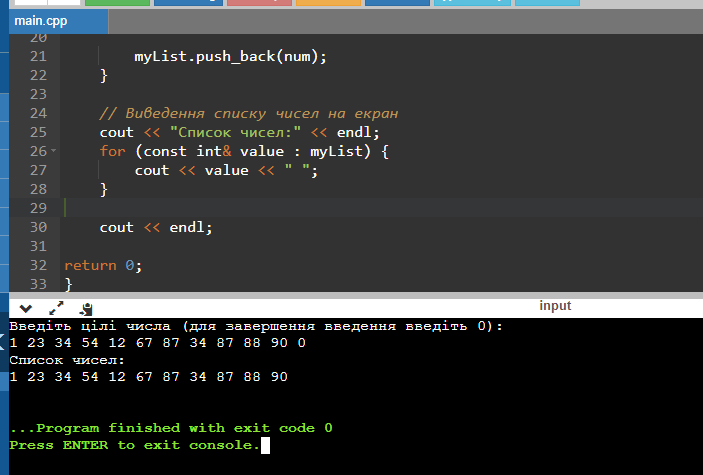 main.cpp
20
21 myList.push_back(num);
22 }
23
24 // Виведення списку чисел на екран
25 cout << "Список чисел:" << endl;
26 for (const int& value : myList) {
27 cout << value << " ";
28 }
29
30 cout << endl;
31
32 return 0;
33 }
input
Введіть цілі числа (для завершення введення введіть 0):
1 23 34 54 12 67 87 34 87 88 90 0
Список чисел:
1 23 34 54 12 67 87 34 87 88 90
...Program finished with exit code 0
Press ENTER to exit console.